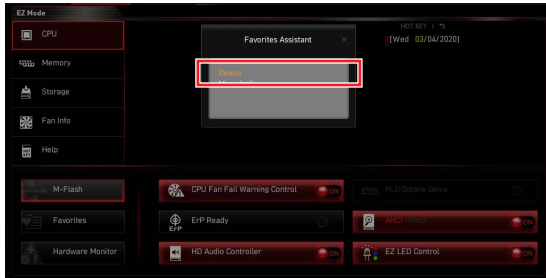 EZ Mode
HOT KEY | ↩
CPU
Favorites Assistant ×
[Wed 03/04/2020]
Memory
Delete
Storage
Fan Info
Help
M-Flash
CPU Fan Fail Warning Control ON
M.2/Optane Genie
Favorites
ErP
ErP Ready
AHCI / RAID ON
Hardware Monitor
HD Audio Controller ON
EZ LED Control ON